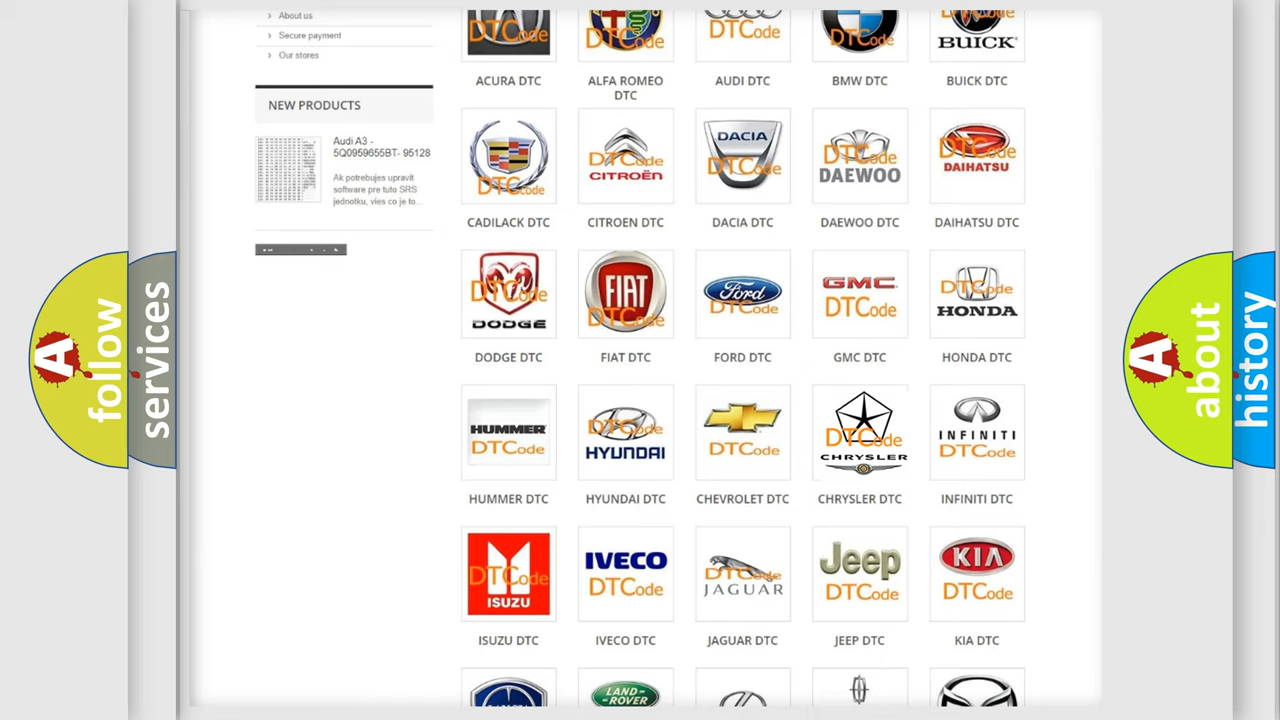 About us
Secure payment
Our stores
NEW PRODUCTS
Audi A3 -
5Q0959655BT- 95128
Ak potrebujes upravit
software pre tuto SRS
jednotku, vies co je to...
DTCode
DTCode
DTCode
DTCode
BUICK
ACURA DTC
ALFA ROMEO
DTC
AUDI DTC
BMW DTC
BUICK DTC
DTCode
DTCode
CITROËN
DACIA
DTCode
DTCode
DAEWOO
DTCode
DAIHATSU
CADILACK DTC
CITROEN DTC
DACIA DTC
DAEWOO DTC
DAIHATSU DTC
DTCode
DODGE
FIAT
DTCode
Ford
DTCode
GMC
DTCode
DTCode
HONDA
DODGE DTC
FIAT DTC
FORD DTC
GMC DTC
HONDA DTC
HUMMER
DTCode
DTCode
HYUNDAI
DTCode
DTCode
CHRYSLER
INFINITI
DTCode
HUMMER DTC
HYUNDAI DTC
CHEVROLET DTC
CHRYSLER DTC
INFINITI DTC
DTCode
ISUZU
IVECO
DTCode
DTCode
JAGUAR
Jeep
DTCode
KIA
DTCode
ISUZU DTC
IVECO DTC
JAGUAR DTC
JEEP DTC
KIA DTC
LAND-
ROVER
A follow
services
A about
history